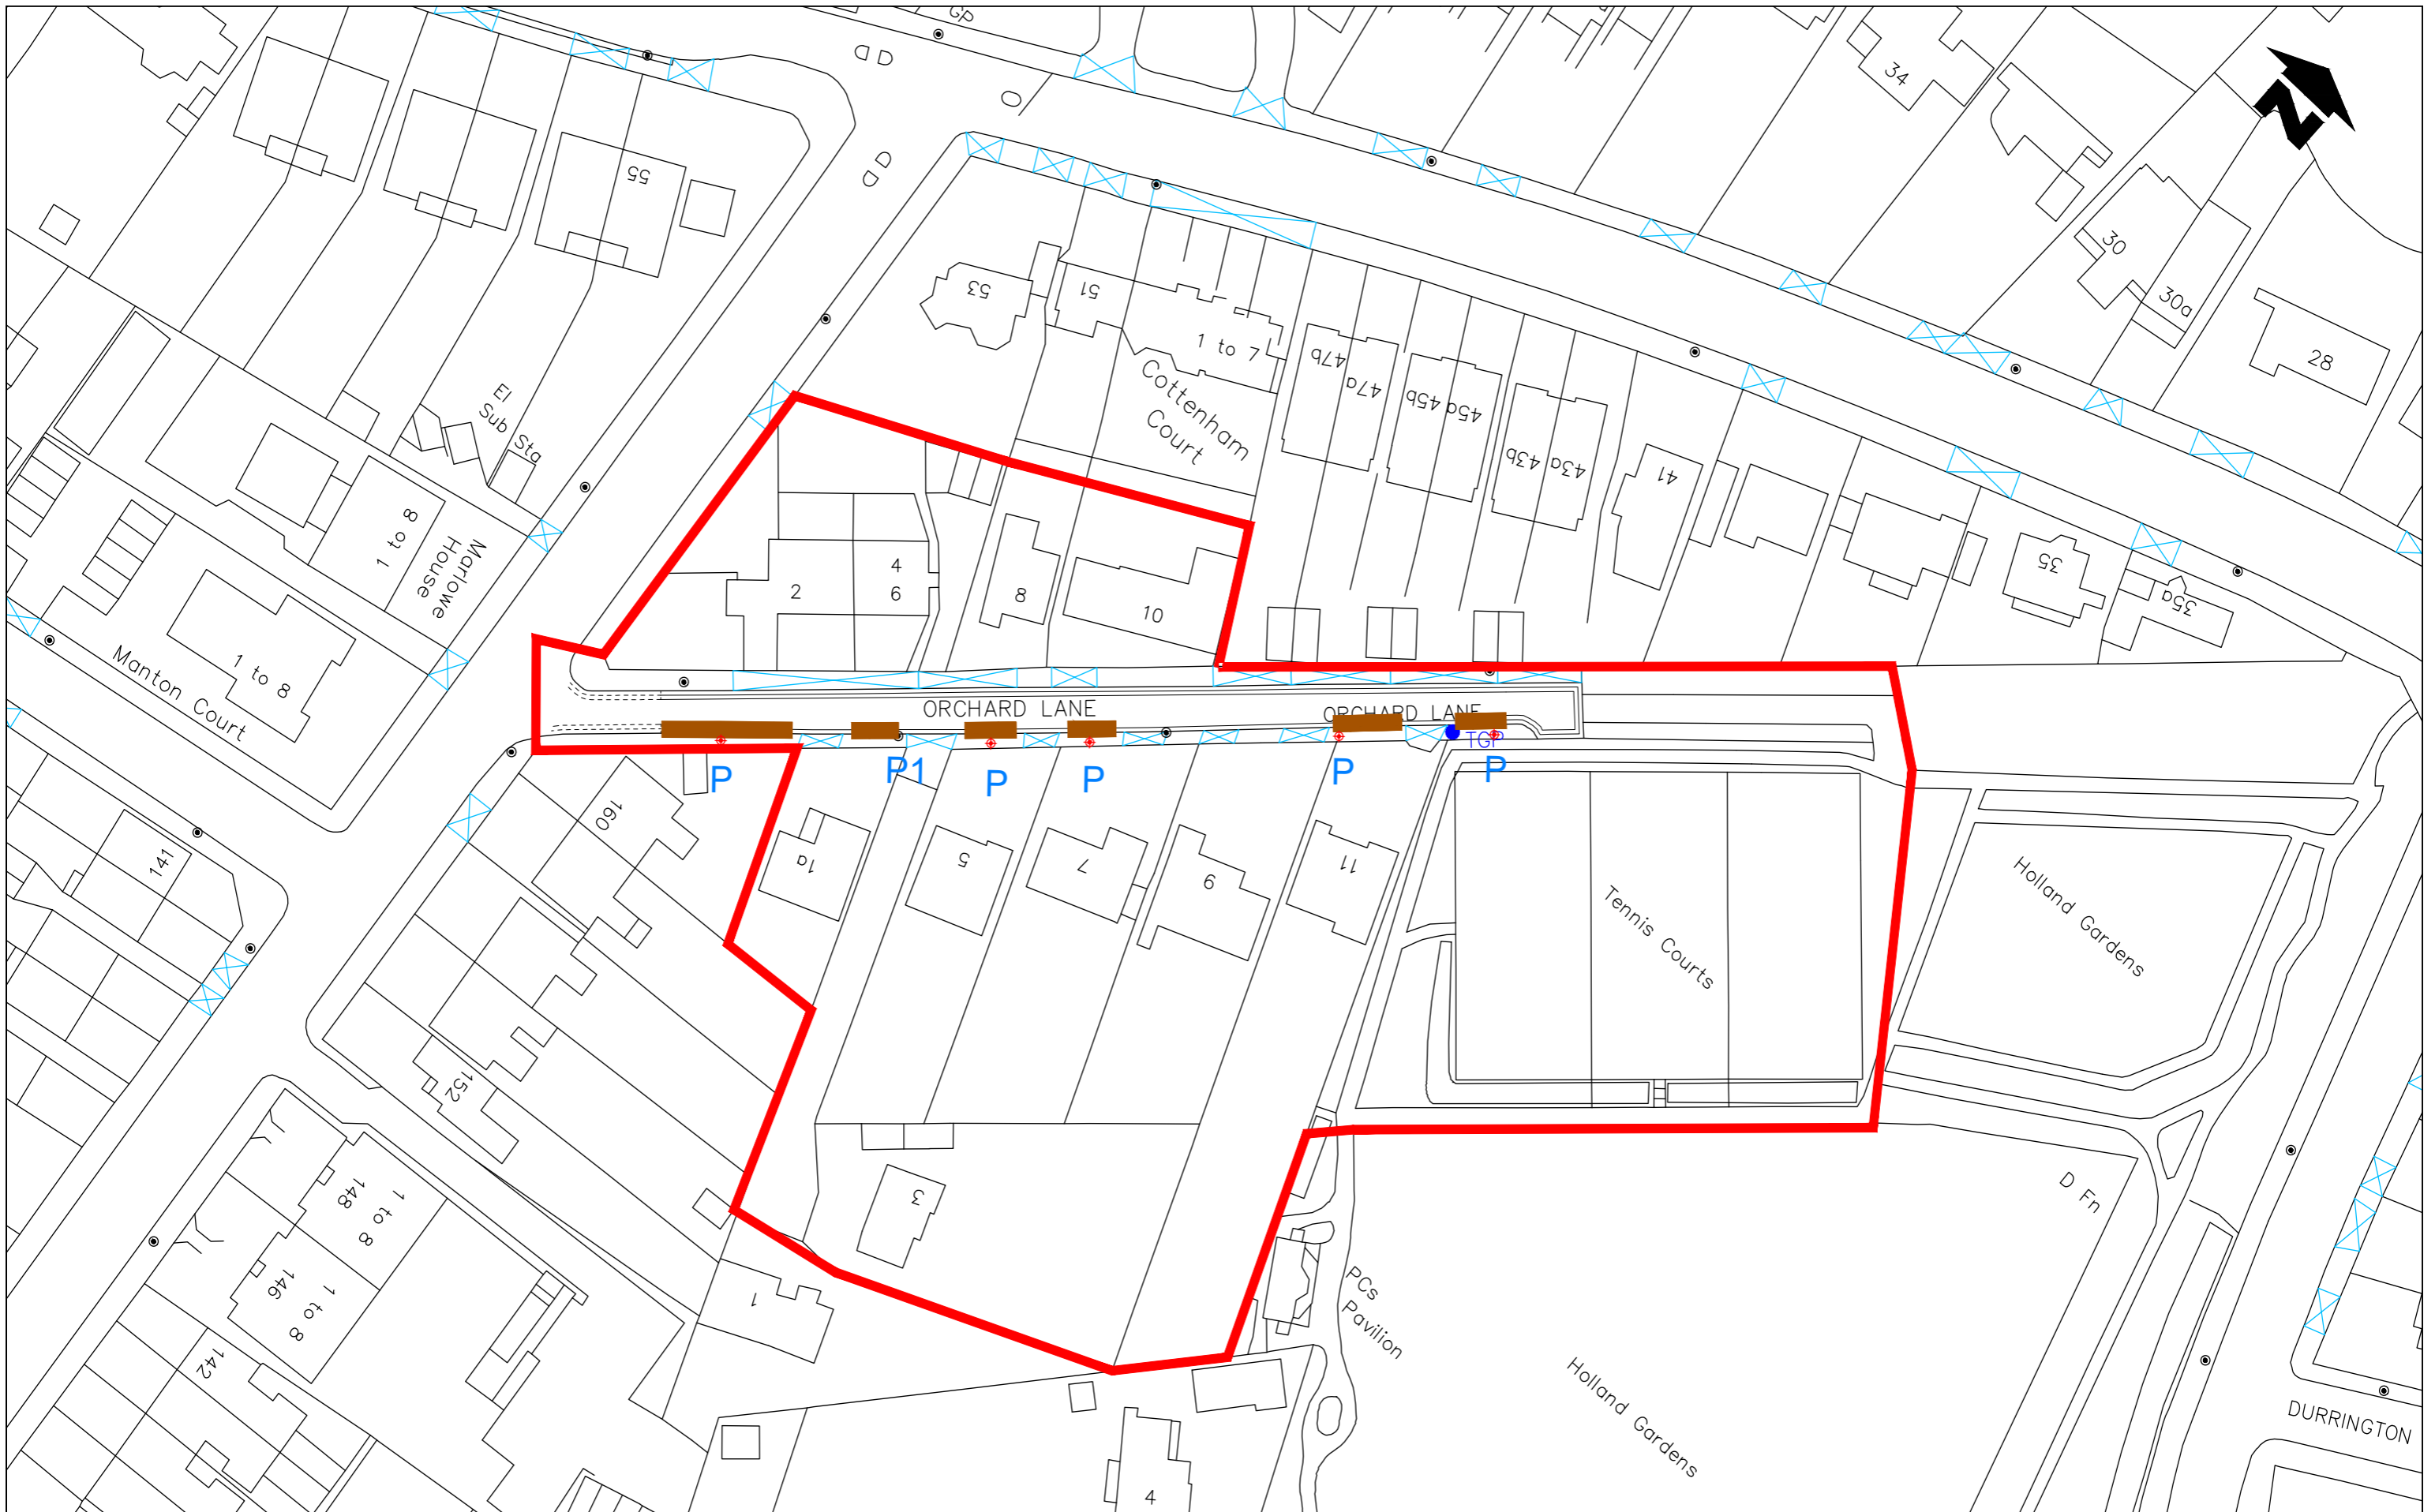 GP
34
N
55
30
30a
28
53
51
1 to 7
47b
47a
45b
45a
43b
43a
41
35
35a
Cottenham
Court
El
Sub Sta
1 to 8
Marlowe
House
2
4
6
8
10
Manton Court
1 to 8
ORCHARD LANE
ORCHARD LANE
TGP
P
P1
P
P
P
P
160
141
1a
5
7
9
11
Tennis Courts
Holland Gardens
152
3
D Fn
1 to 8
148
1 to 8
146
142
1
PCs
Pavilion
Holland Gardens
4
DURRINGTON